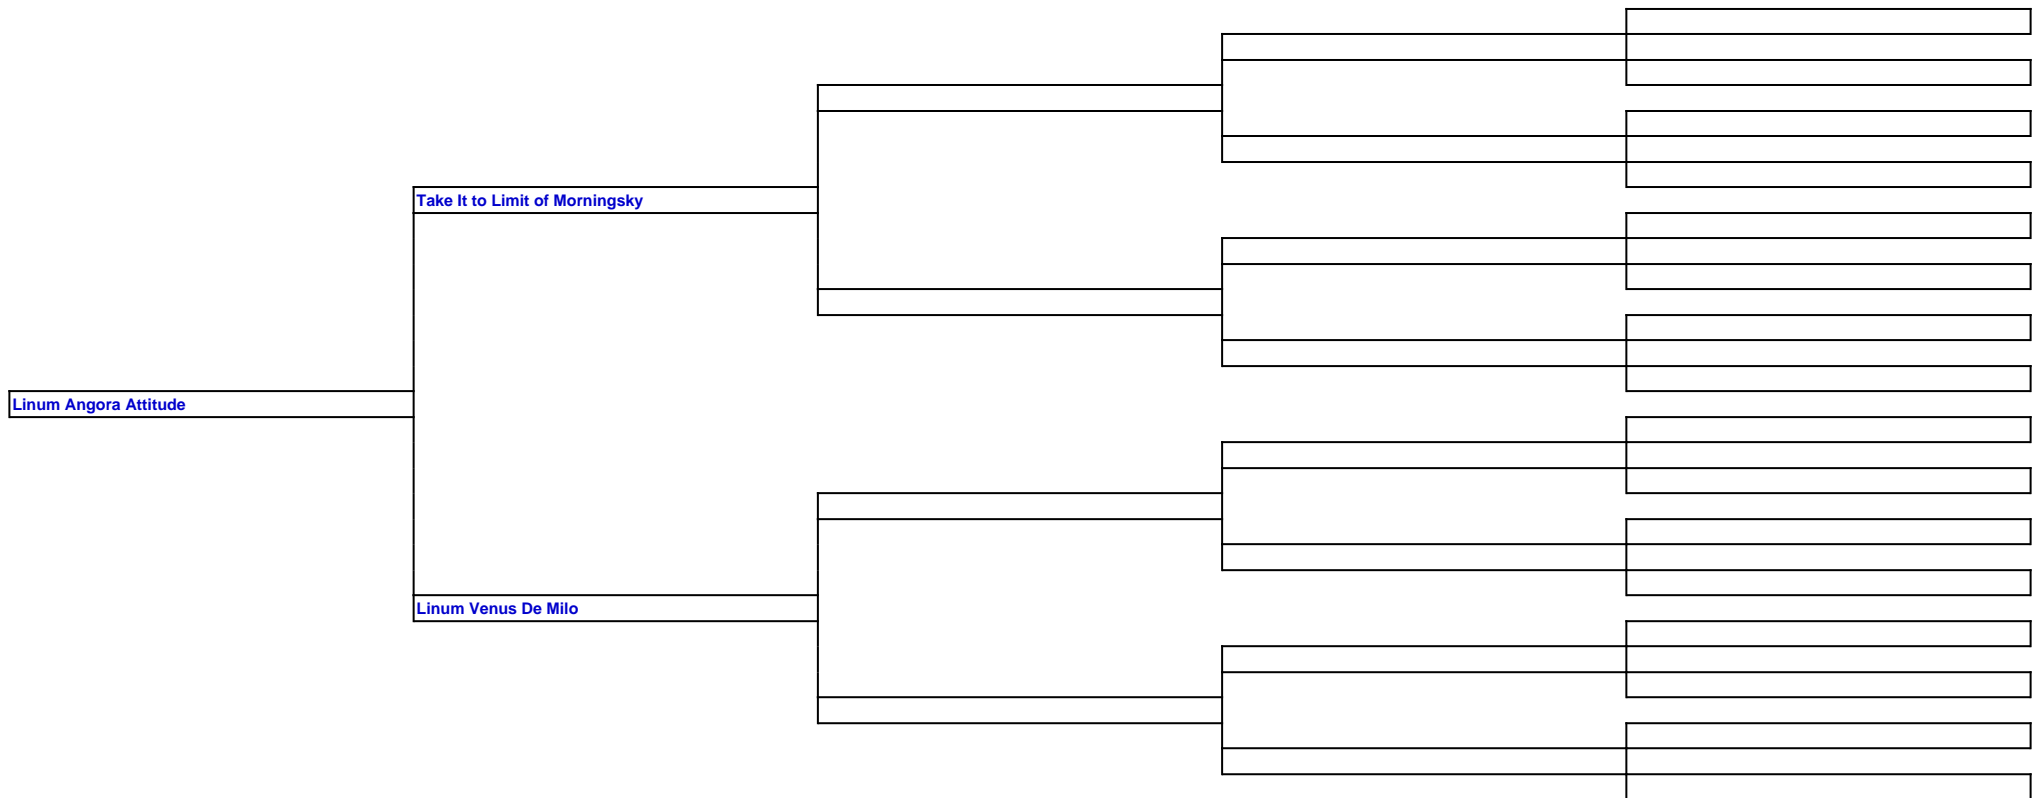 Take It to Limit of Morningsky
Linum Angora Attitude
Linum Venus De Milo